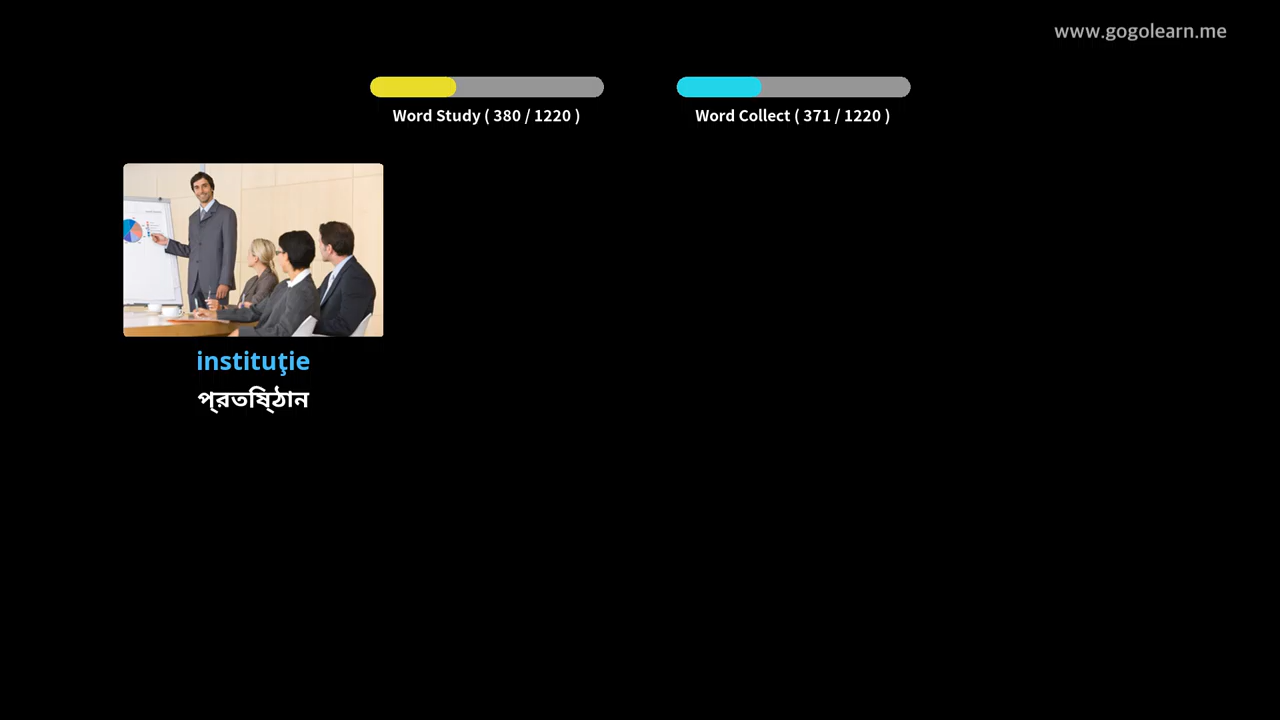 www.gogolearn.me
Word Study ( 380 / 1220 )
Word Collect ( 371 / 1220 )
instituţie
প্রতিষ্ঠান